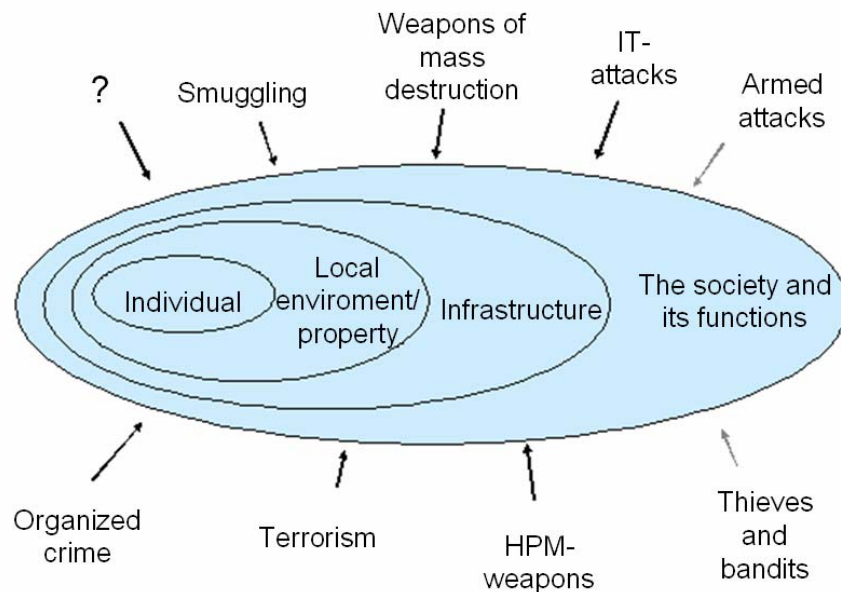 ?
Smuggling
Weapons of
mass
destruction
IT-
attacks
Armed
attacks
Individual
Local
enviroment/
property
Infrastructure
The society and
its functions
Organized
crime
Terrorism
HPM-
weapons
Thieves
and
bandits